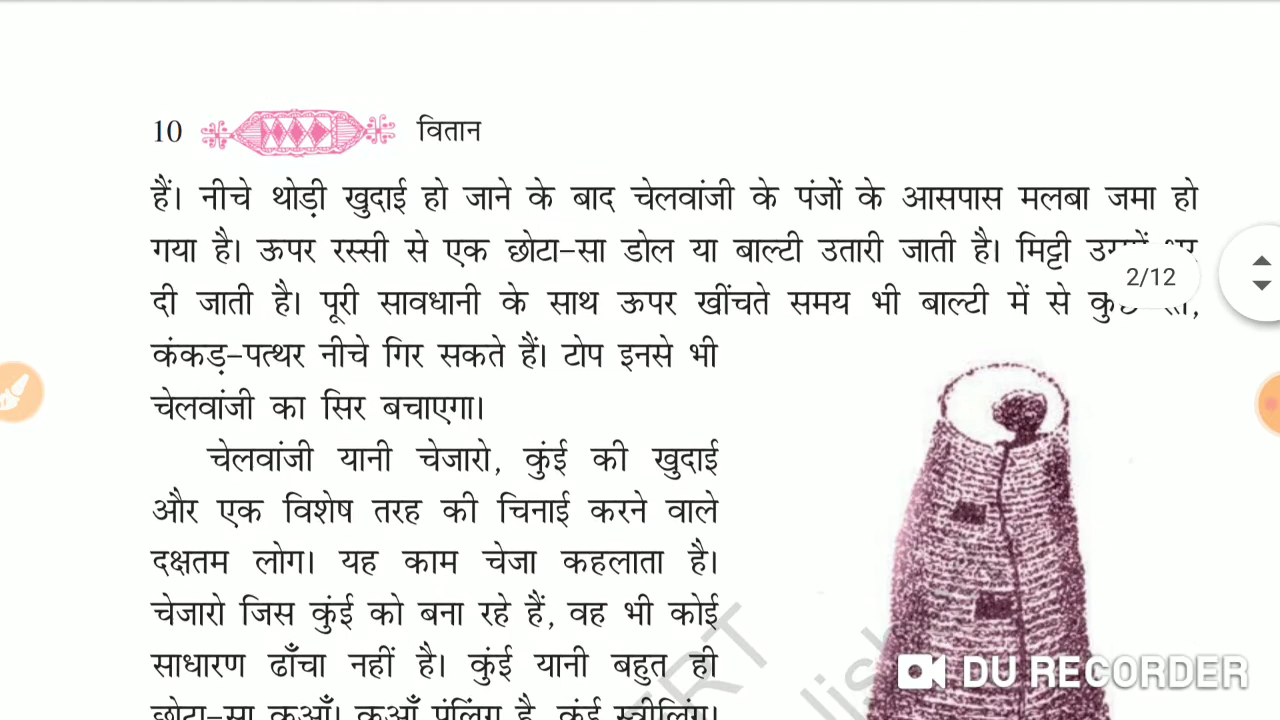 10 वितान
हैं। नीचे थोड़ी खुदाई हो जाने के बाद चेलवांजी के पंजों के आसपास मलबा जमा हो
गया है। ऊपर रस्सी से एक छोटा-सा डोल या बाल्टी उतारी जाती है। मिट्टी
दी जाती है। पूरी सावधानी के साथ ऊपर खींचते समय भी बाल्टी में से
2/12
कंकड़-पत्थर नीचे गिर सकते हैं। टोप इनसे भी
चेलवांजी का सिर बचाएगा।
चेलवांजी यानी चेजारो, कुंई की खुदाई
और एक विशेष तरह की चिनाई करने वाले
दक्षतम लोग। यह काम चेजा कहलाता है।
चेजारो जिस कुंई को बना रहे हैं, वह भी कोई
साधारण ढाँचा नहीं है। कुंई यानी बहुत ही
छोटा-सा कुआँ। कुआँ पुंलिंग है, कुंई स्त्रीलिंग।
DU RECORDER